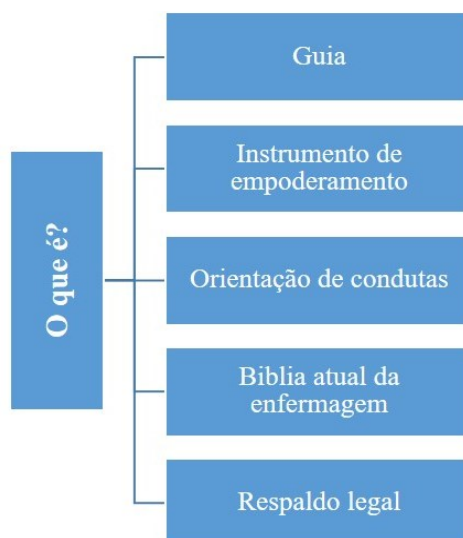 O que é?
Guia
Instrumento de
empoderamento
Orientação de condutas
Biblia atual da
enfermagem
Respaldo legal